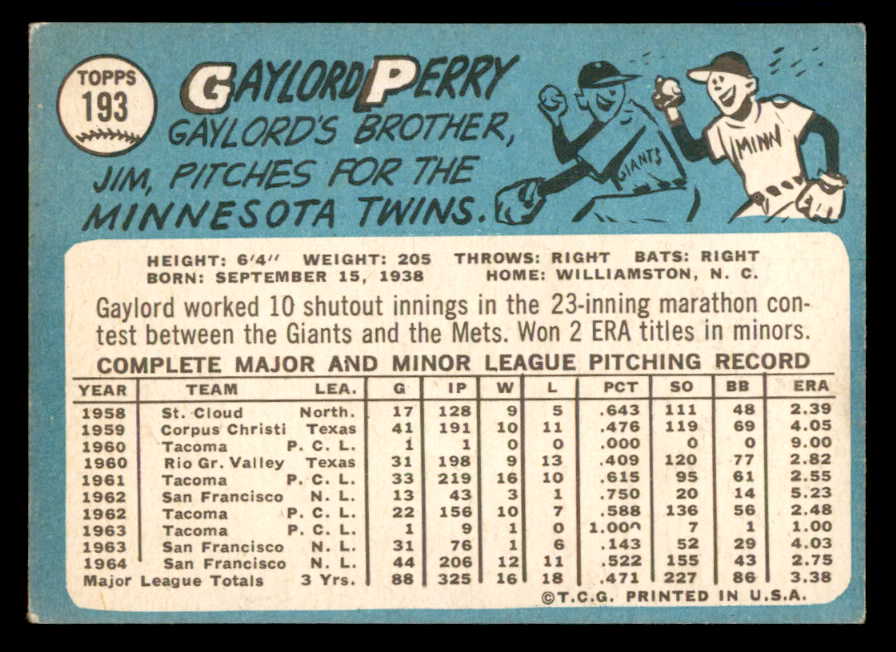 TOPPS
193
GAYLORD PERRY
GAYLORD'S BROTHER,
JIM, PITCHES FOR THE
MINNESOTA TWINS.
GIANTS
MINN
HEIGHT: 6'4" WEIGHT: 205 THROWS: RIGHT BATS: RIGHT
BORN: SEPTEMBER 15, 1938 HOME: WILLIAMSTON, N. C.
Gaylord worked 10 shutout innings in the 23-inning marathon con-
test between the Giants and the Mets. Won 2 ERA titles in minors.
COMPLETE MAJOR AND MINOR LEAGUE PITCHING RECORD
YEAR TEAM LEA. G IP W L PCT SO BB ERA
1958 St. Cloud North. 17 128 9 5 .643 111 48 2.39
1959 Corpus Christi Texas 41 191 10 11 .476 119 69 4.05
1960 Tacoma P. C. L. 1 1 0 0 .000 0 0 9.00
1960 Rio Gr. Valley Texas 31 198 9 13 .409 120 77 2.82
1961 Tacoma P. C. L. 33 219 16 10 .615 95 61 2.55
1962 San Francisco N. L. 13 43 3 1 .750 20 14 5.23
1962 Tacoma P. C. L. 22 156 10 7 .588 136 56 2.48
1963 Tacoma P. C. L. 1 9 1 0 1.000 7 1 1.00
1963 San Francisco N. L. 31 76 1 6 .143 52 29 4.03
1964 San Francisco N. L. 44 206 12 11 .522 155 43 2.75
Major League Totals 3 Yrs. 88 325 16 18 .471 227 86 3.38
©T.C.G. PRINTED IN U.S.A.